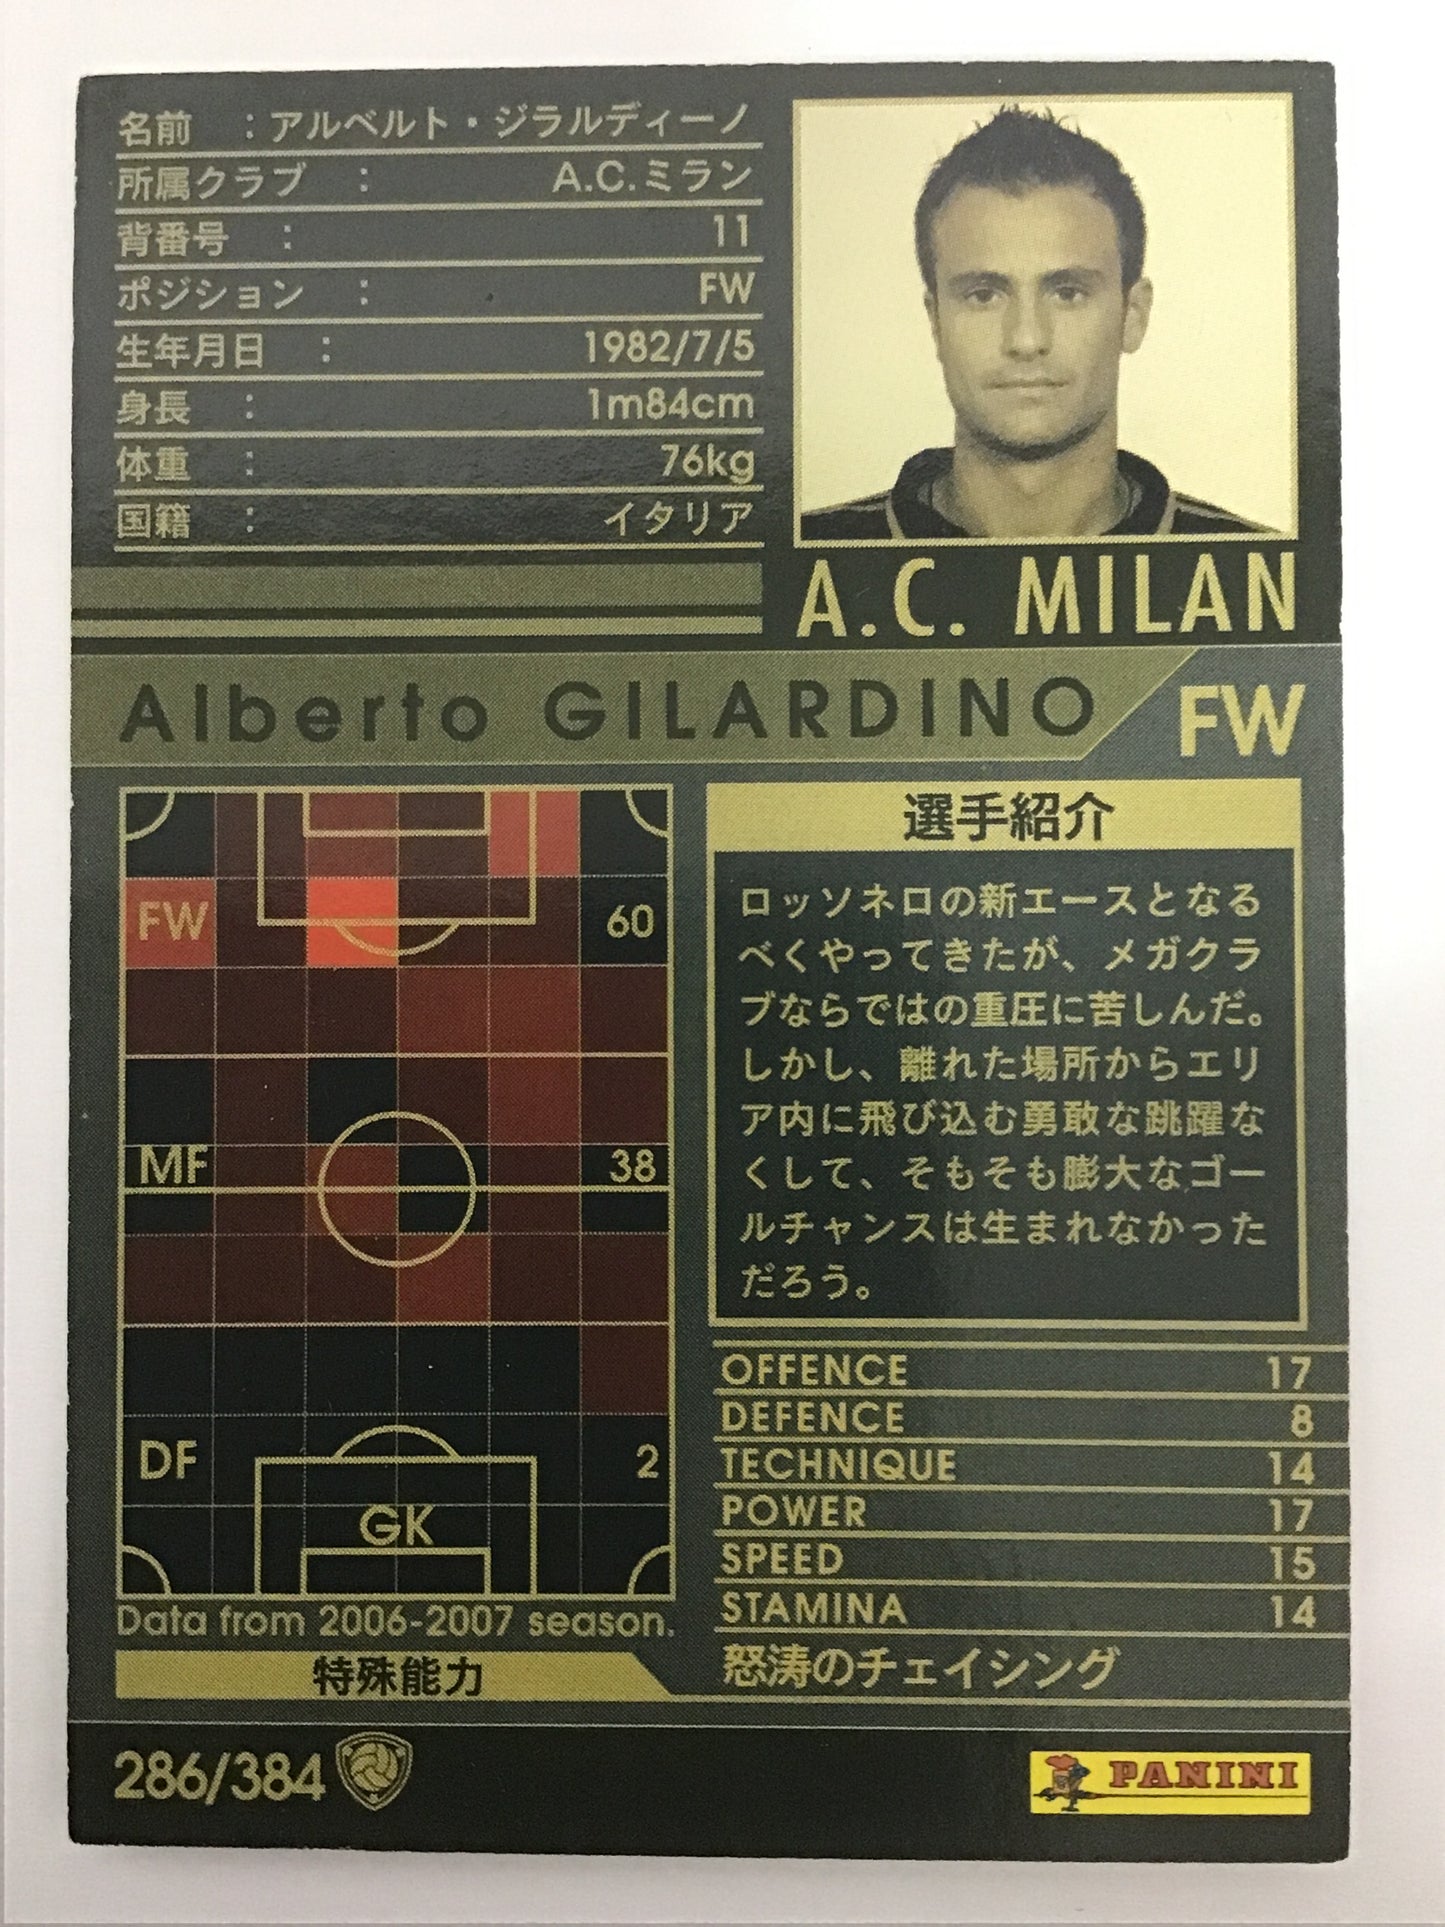 名前 : アルベルト・ジラルディーノ
所属クラブ : A.C.ミラン
背番号 : 11
ポジション : FW
生年月日 : 1982/7/5
身長 : 1m84cm
体重 : 76kg
国籍 : イタリア
A.C. MILAN
Alberto GILARDINO FW
FW 60
MF 38
DF 2
GK
Data from 2006-2007 season.
選手紹介
ロッソネロの新エースとなる
べくやってきたが、メガクラ
ブならではの重圧に苦しんだ。
しかし、離れた場所からエリ
ア内に飛び込む勇敢な跳躍な
くして、そもそも膨大なゴー
ルチャンスは生まれなかった
だろう。
OFFENCE 17
DEFENCE 8
TECHNIQUE 14
POWER 17
SPEED 15
STAMINA 14
特殊能力 怒涛のチェイシング
286/384
PANINI